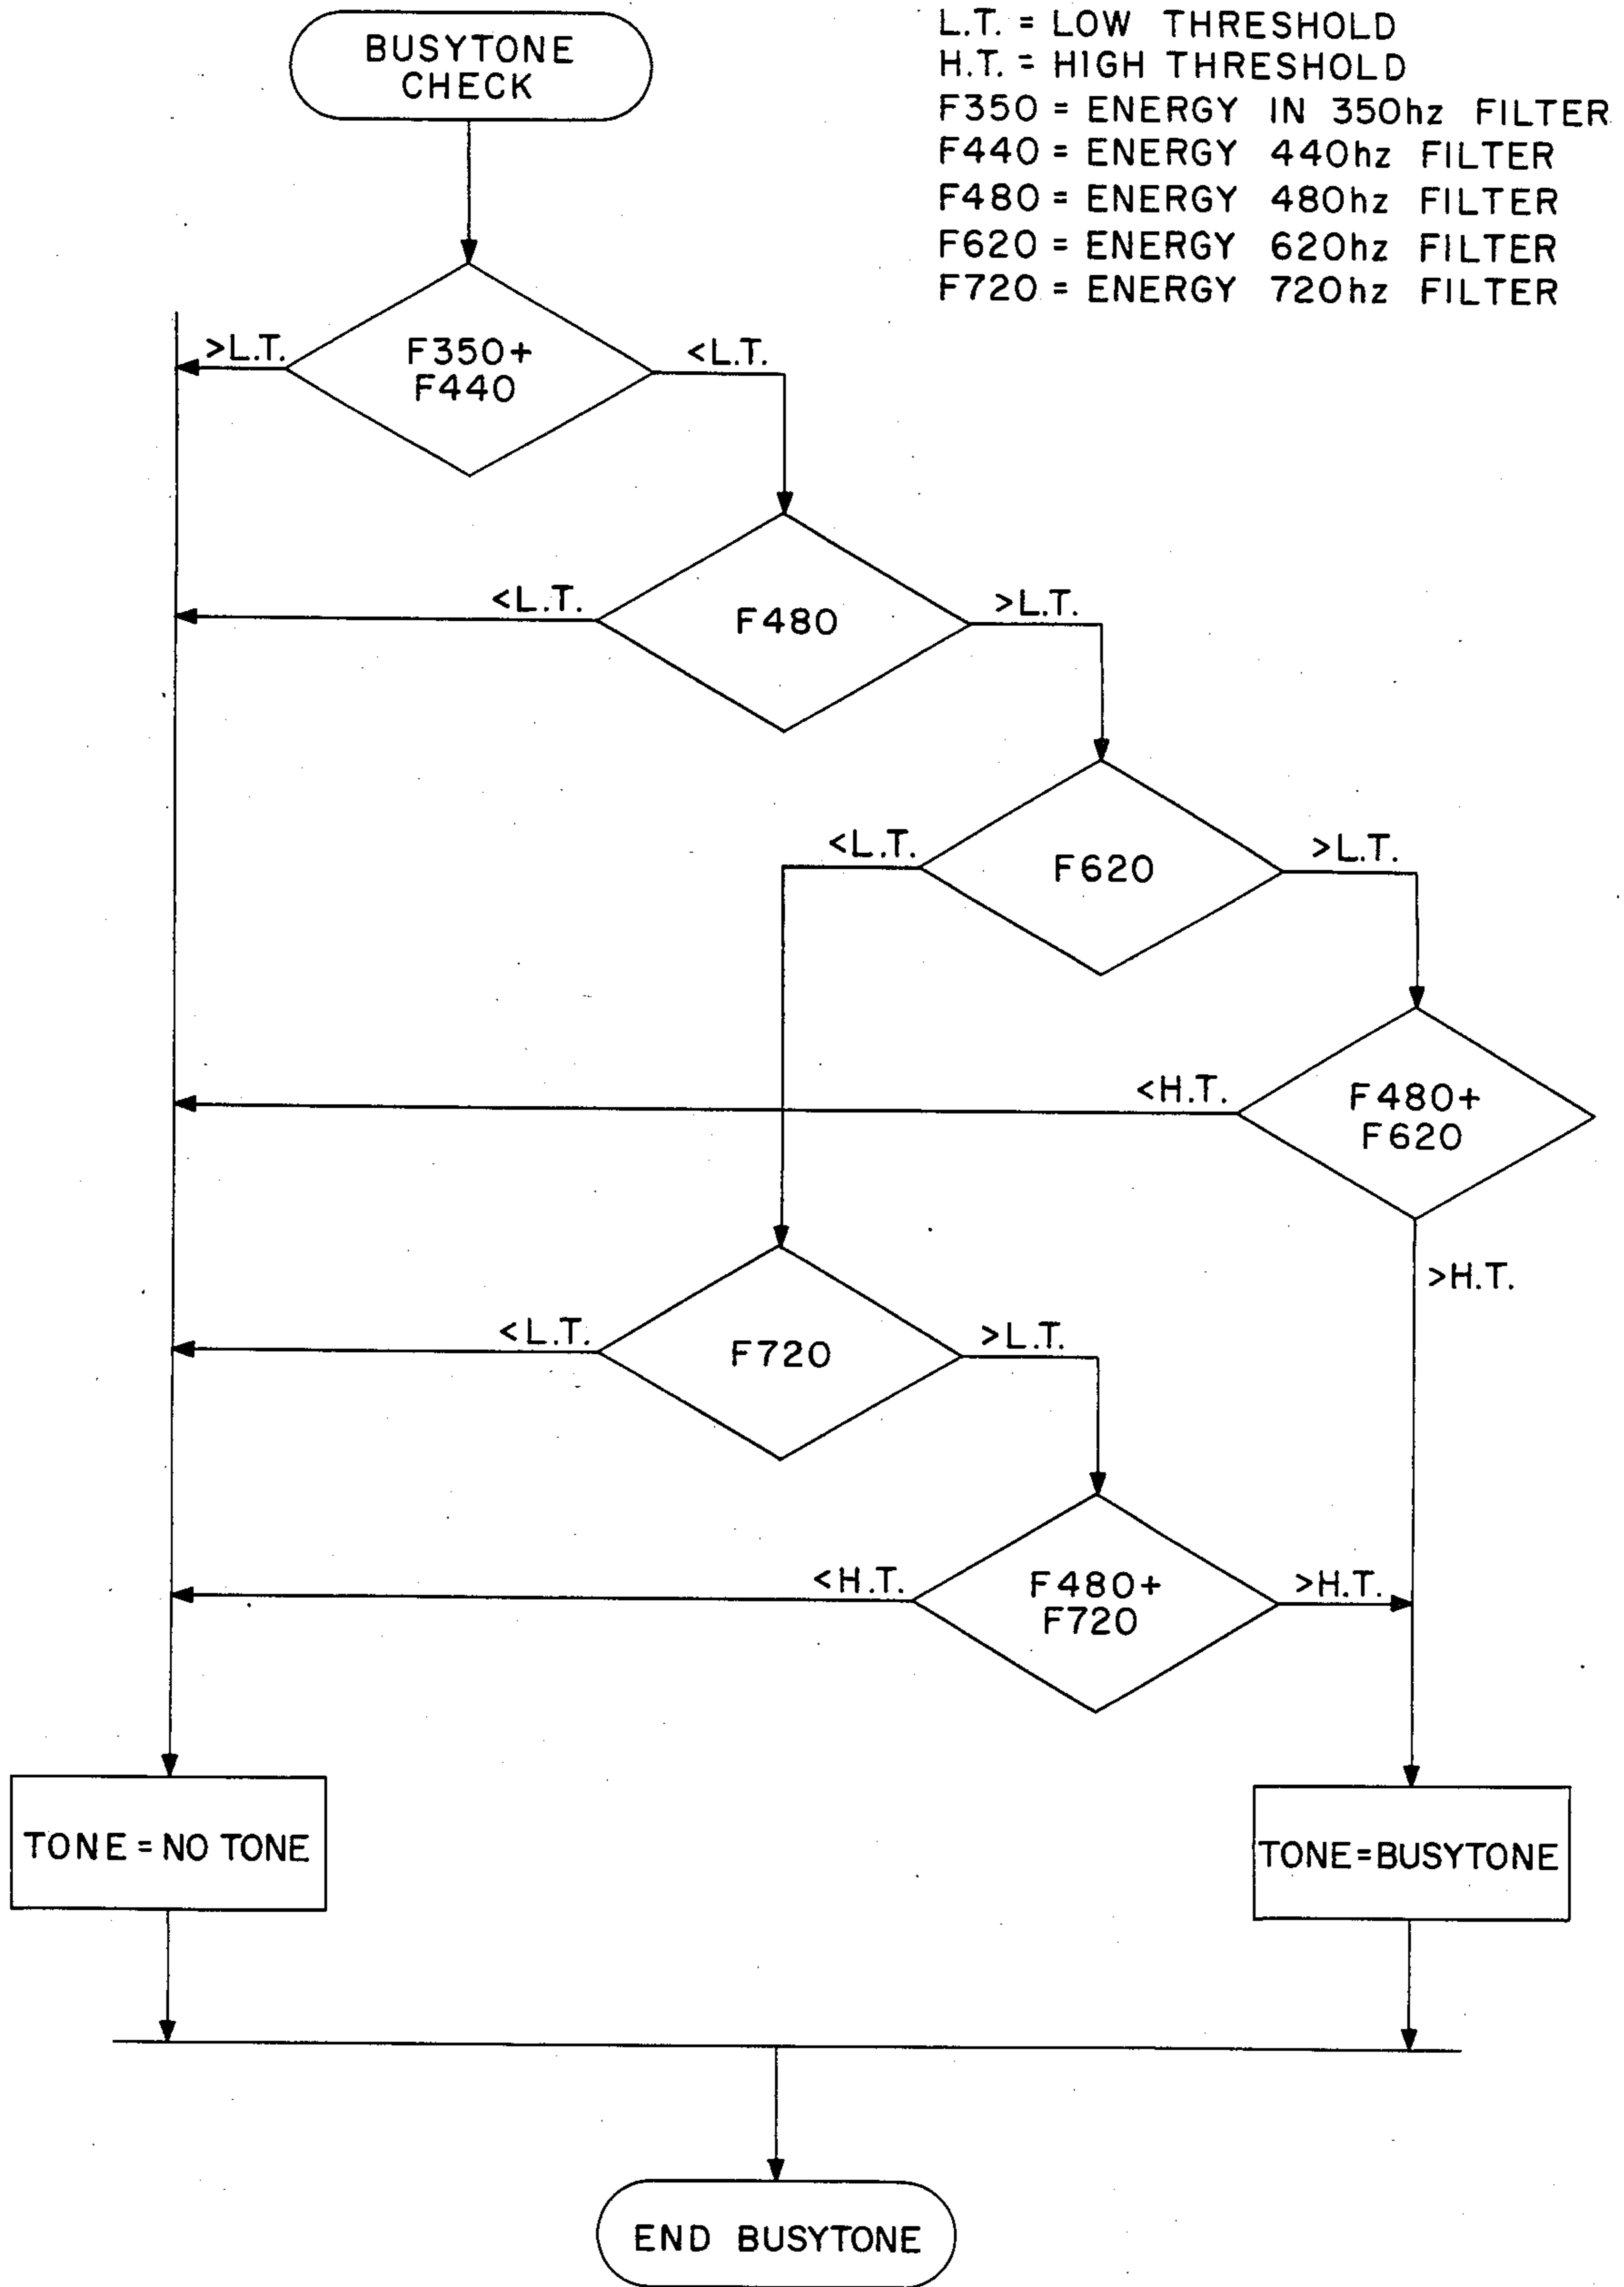 BUSYTONE
CHECK
L.T. = LOW THRESHOLD
H.T. = HIGH THRESHOLD
F350 = ENERGY IN 350hz FILTER
F440 = ENERGY 440hz FILTER
F480 = ENERGY 480hz FILTER
F620 = ENERGY 620hz FILTER
F720 = ENERGY 720hz FILTER
>L.T.
F350+
F440
<L.T.
<L.T.
F480
>L.T.
<L.T.
F620
>L.T.
<H.T.
F480+
F620
>H.T.
<L.T.
F720
>L.T.
<H.T.
F480+
F720
>H.T.
TONE = NO TONE
TONE=BUSYTONE
END BUSYTONE